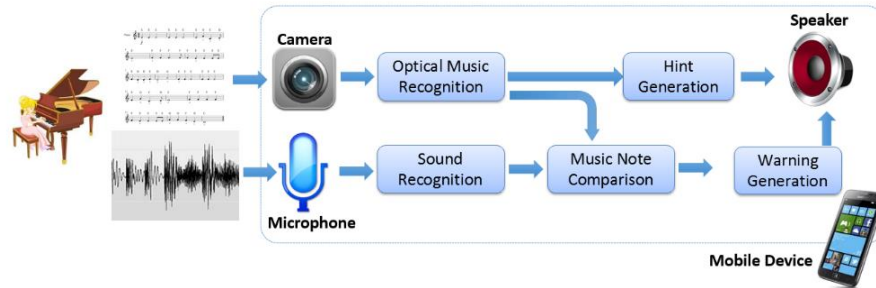 Speaker
Camera
Optical Music
Recognition
Hint
Generation
Sound
Recognition
Music Note
Comparison
Warning
Generation
Microphone
Mobile Device